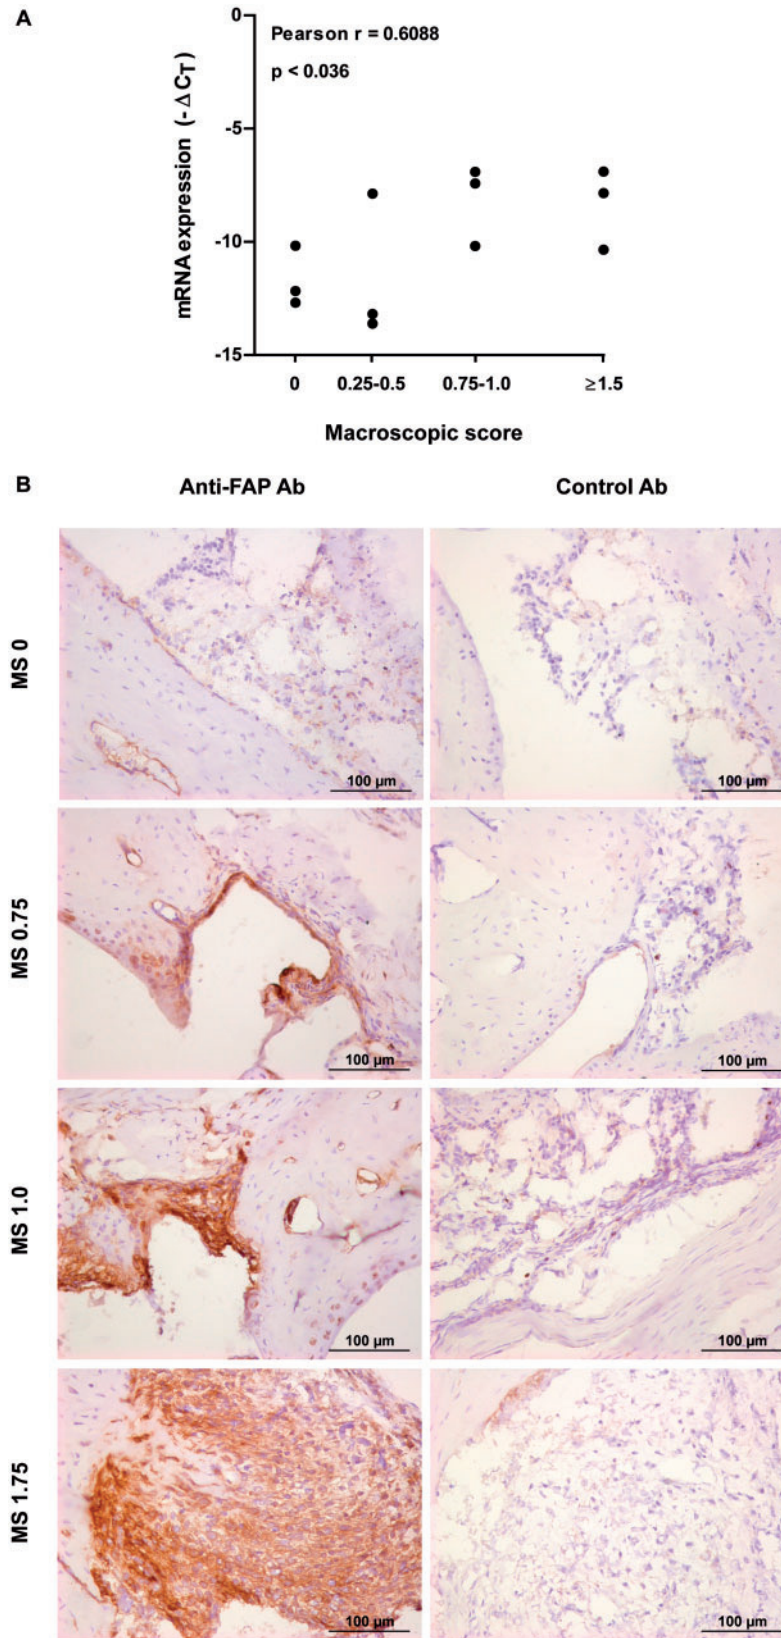 A
Pearson r = 0.6088
p < 0.036
mRNA expression (- ΔCT)
0
-5
-10
-15
0 0.25-0.5 0.75-1.0 ≥1.5
Macroscopic score
B
Anti-FAP Ab Control Ab
MS 0
100 µm 100 µm
MS 0.75
100 µm 100 µm
MS 1.0
100 µm 100 µm
MS 1.75
100 µm 100 µm